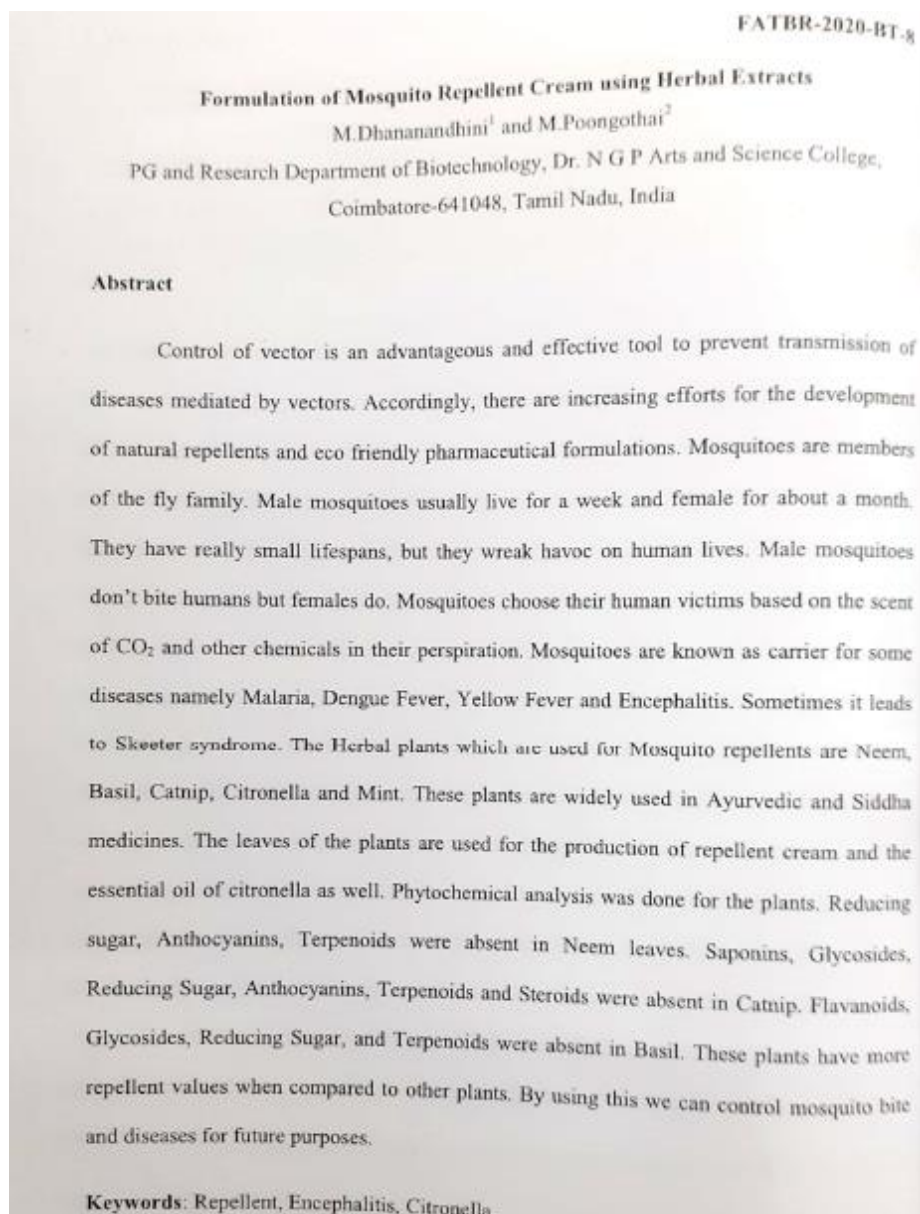 FATBR-2020-BT-8
Formulation of Mosquito Repellent Cream using Herbal Extracts
M.Dhananandhini¹ and M.Poongothai²
PG and Research Department of Biotechnology, Dr. N G P Arts and Science College,
Coimbatore-641048, Tamil Nadu, India
Abstract
Control of vector is an advantageous and effective tool to prevent transmission of
diseases mediated by vectors. Accordingly, there are increasing efforts for the development
of natural repellents and eco friendly pharmaceutical formulations. Mosquitoes are members
of the fly family. Male mosquitoes usually live for a week and female for about a month.
They have really small lifespans, but they wreak havoc on human lives. Male mosquitoes
don't bite humans but females do. Mosquitoes choose their human victims based on the scent
of CO₂ and other chemicals in their perspiration. Mosquitoes are known as carrier for some
diseases namely Malaria, Dengue Fever, Yellow Fever and Encephalitis. Sometimes it leads
to Skeeter syndrome. The Herbal plants which are used for Mosquito repellents are Neem,
Basil, Catnip, Citronella and Mint. These plants are widely used in Ayurvedic and Siddha
medicines. The leaves of the plants are used for the production of repellent cream and the
essential oil of citronella as well. Phytochemical analysis was done for the plants. Reducing
sugar, Anthocyanins, Terpenoids were absent in Neem leaves. Saponins, Glycosides,
Reducing Sugar, Anthocyanins, Terpenoids and Steroids were absent in Catnip. Flavanoids,
Glycosides, Reducing Sugar, and Terpenoids were absent in Basil. These plants have more
repellent values when compared to other plants. By using this we can control mosquito bite
and diseases for future purposes.
Keywords: Repellent, Encephalitis, Citronella